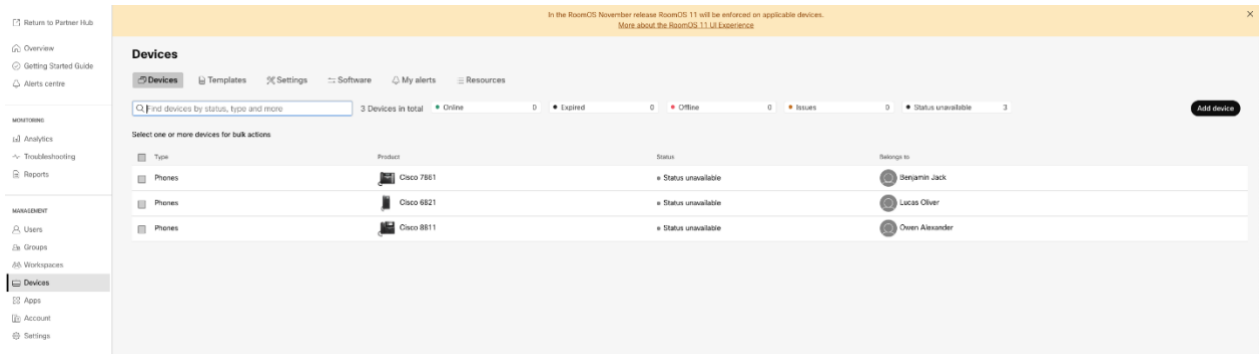 In the RoomOS November release RoomOS 11 will be enforced on applicable devices.
More about the RoomOS 11 UI Experience
Return to Partner Hub
Overview
Getting Started Guide
Alerts centre
MONITORING
Analytics
Troubleshooting
Reports
MANAGEMENT
Users
Groups
Workspaces
Devices
Apps
Account
Settings
Devices
Devices Templates Settings Software My alerts Resources
Find devices by status, type and more 3 Devices in total Online 0 Expired 0 Offline 0 Issues 0 Status unavailable 3 Add device
Select one or more devices for bulk actions
Type Product Status Belongs to
Phones Cisco 7861 Status unavailable Benjamin Jack
Phones Cisco 6821 Status unavailable Lucas Oliver
Phones Cisco 8811 Status unavailable Owen Alexander